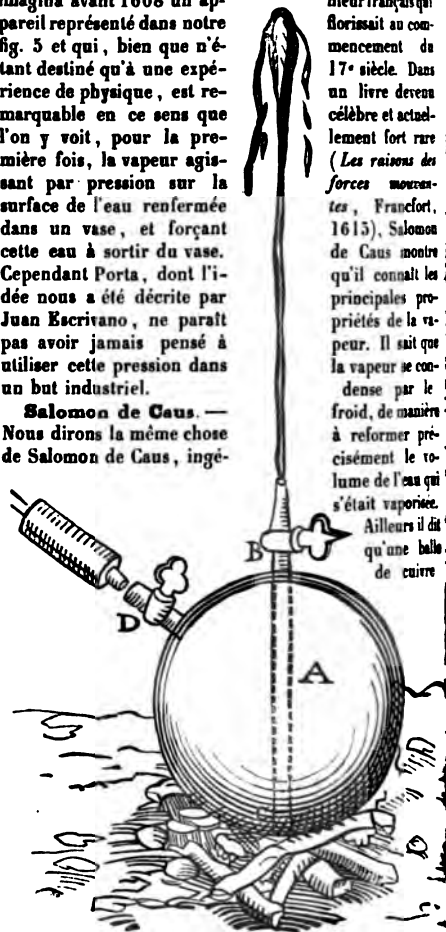 imagina avant 1608 un ap-
pareil représenté dans notre
fig. 5 et qui, bien que n'é-
tant destiné qu'à une expé-
rience de physique, est re-
marquable en ce sens que
l'on y voit, pour la pre-
mière fois, la vapeur agis-
sant par pression sur la
surface de l'eau renfermée
dans un vase, et forçant
cette eau à sortir du vase.
Cependant Porta, dont l'i-
dée nous a été décrite par
Juan Escrivano, ne paraît
pas avoir jamais pensé à
utiliser cette pression dans
un but industriel.
Salomon de Caus. —
Nous dirons la même chose
de Salomon de Caus, ingé-
nieur français qui
florissait au com-
mencement du
17e siècle. Dans
un livre devenu
célèbre et actuel-
lement fort rare
(Les raisons des
forces mouvan-
tes, Francfort,
1615), Salomon
de Caus montre
qu'il connaît les
principales pro-
priétés de la va-
peur. Il sait que
la vapeur se con-
dense par le
froid, de manière
à reformer pré-
cisément le vo-
lume de l'eau qui
s'était vaporisée.
Ailleurs il dit
qu'une balle
de cuivre
B
D
A